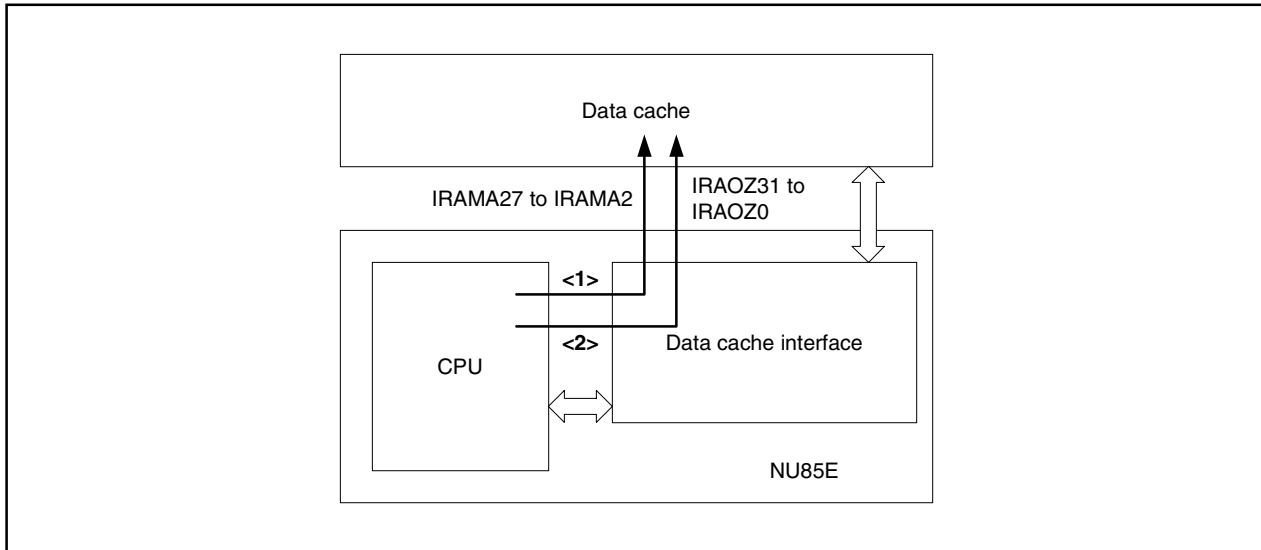 Data cache
IRAMA27 to IRAMA2
IRAOZ31 to
IRAOZ0
<1>
<2>
Data cache interface
CPU
NU85E